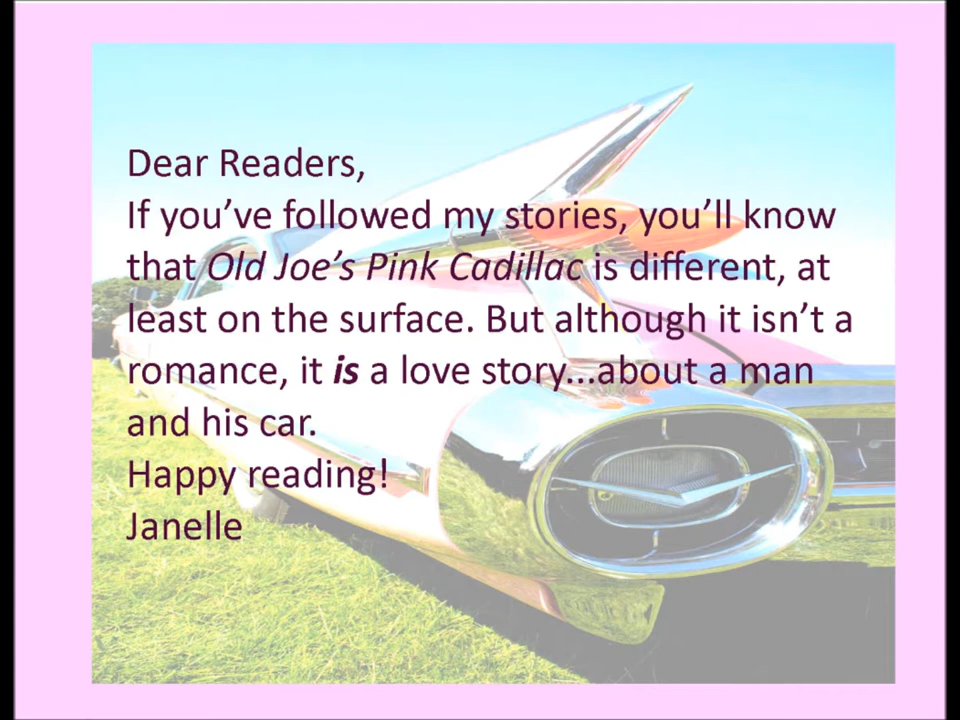 Dear Readers,
If you’ve followed my stories, you’ll know
that Old Joe’s Pink Cadillac is different, at
least on the surface. But although it isn’t a
romance, it is a love story...about a man
and his car.
Happy reading!
Janelle